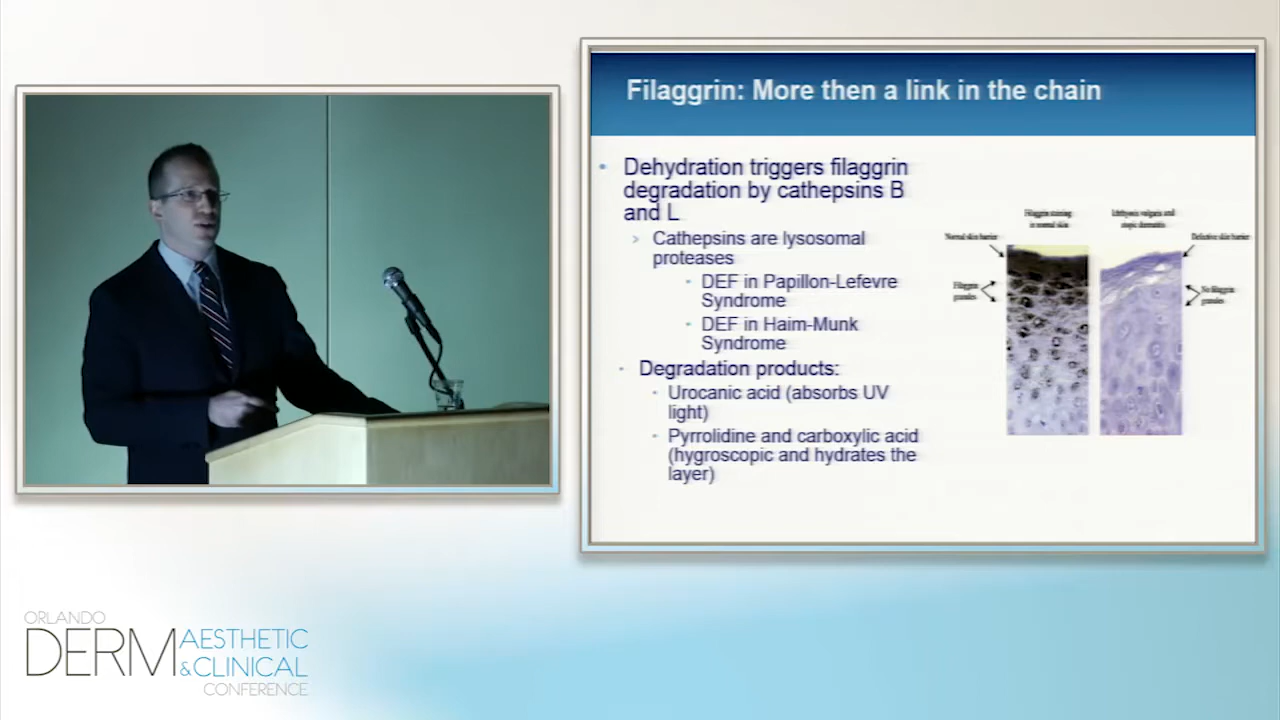 Filaggrin: More then a link in the chain
• Dehydration triggers filaggrin
degradation by cathepsins B
and L
› Cathepsins are lysosomal
proteases
• DEF in Papillon-Lefevre
Syndrome
• DEF in Haim-Munk
Syndrome
• Degradation products:
• Urocanic acid (absorbs UV
light)
• Pyrrolidine and carboxylic acid
(hygroscopic and hydrates the
layer)
Filaggrin staining
in normal skin
Ichthyosis vulgaris and
atopic dermatitis
Normal skin barrier
Defective skin barrier
Filaggrin
granules
No filaggrin
granules
ORLANDO
DERM AESTHETIC
& CLINICAL
CONFERENCE